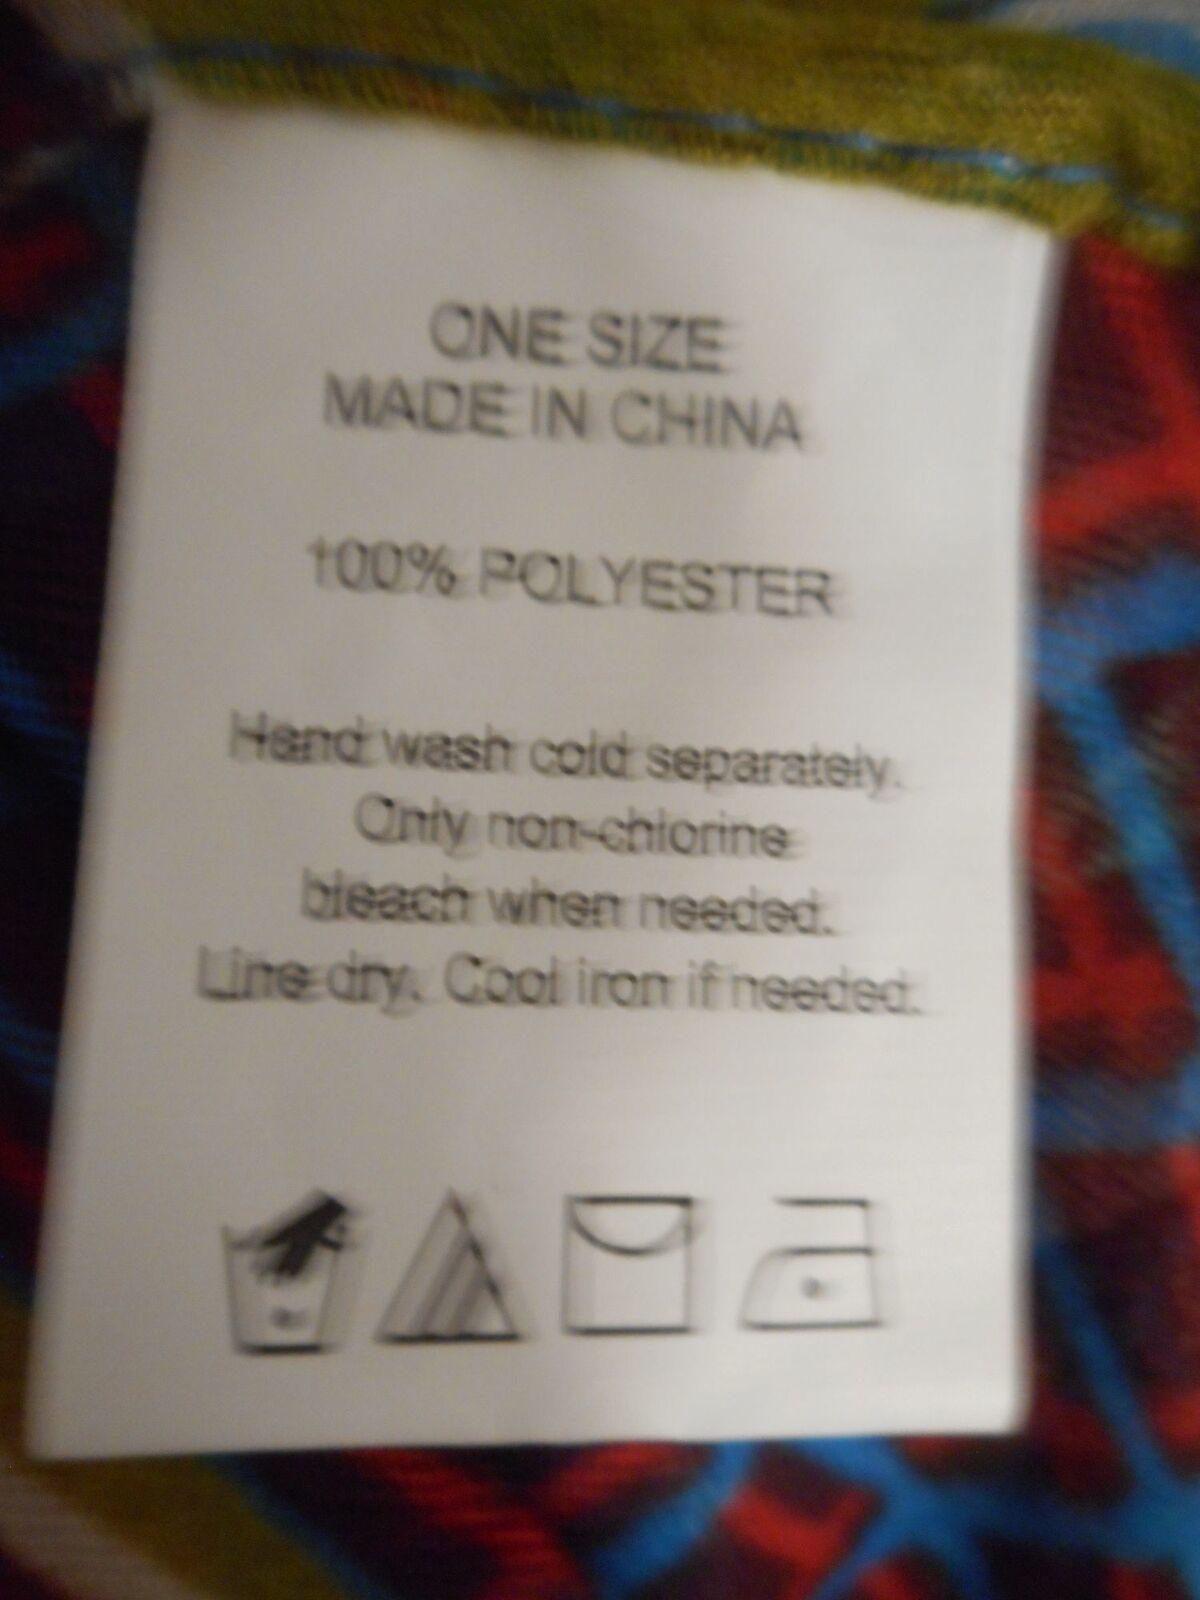 ONE SIZE
MADE IN CHINA
100% POLYESTER
Hand wash cold separately.
Only non-chlorine
bleach when needed.
Line dry. Cool iron if needed.